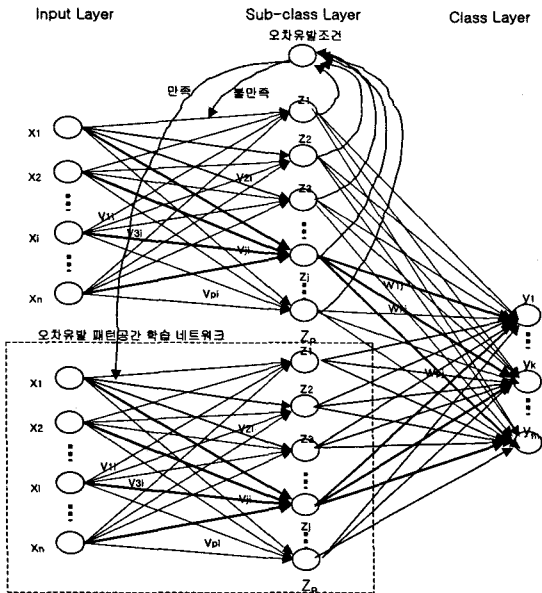 Input Layer
Sub-class Layer
Class Layer
오차유발조건
만족
불만족
Z1
X1
Z2
X2
V2i
Z3
V1i
Xi
V3i
Vji
Zj
Xn
Vpi
W1j
Zp
y1
오차유발 패턴공간 학습 네트워크
Z1
X1
Z2
yk
X2
V2i
Z3
ym
V1i
Xi
V3i
Vji
Zj
Xn
Vpi
Zp